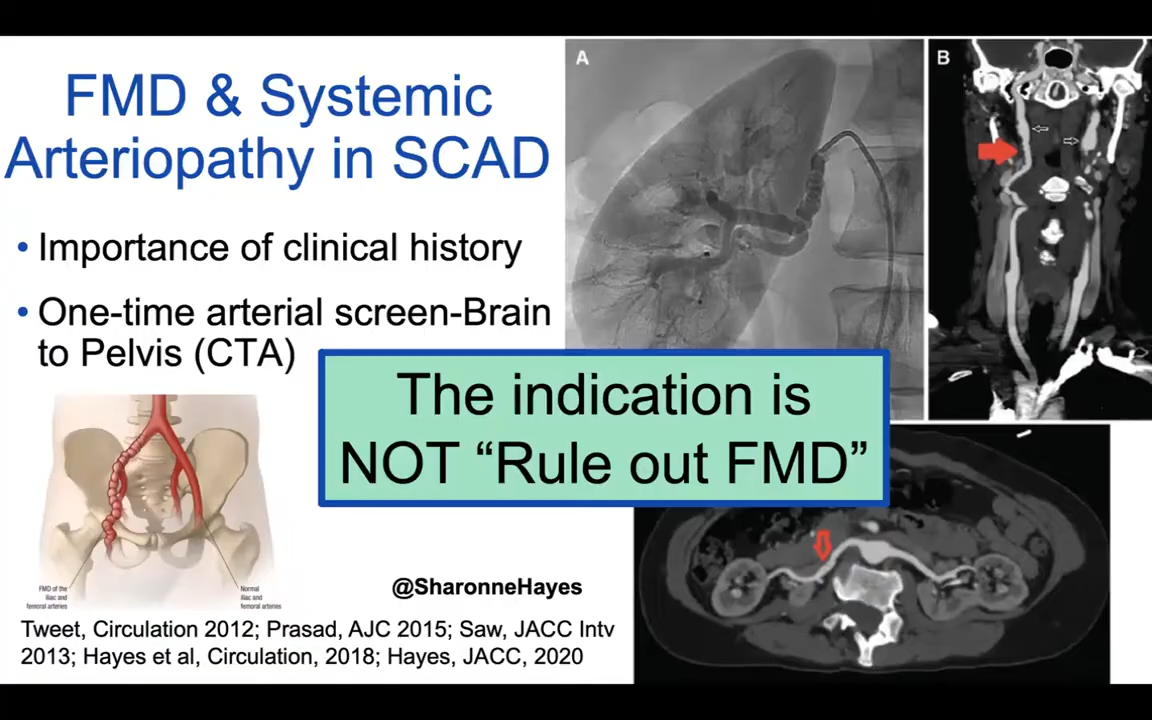 FMD & Systemic
Arteriopathy in SCAD
• Importance of clinical history
• One-time arterial screen-Brain
to Pelvis (CTA)
A
B
The indication is
NOT “Rule out FMD”
FMD of the
iliac and
femoral arteries
Normal
iliac and
femoral arteries
@SharonneHayes
Tweet, Circulation 2012; Prasad, AJC 2015; Saw, JACC Intv
2013; Hayes et al, Circulation, 2018; Hayes, JACC, 2020